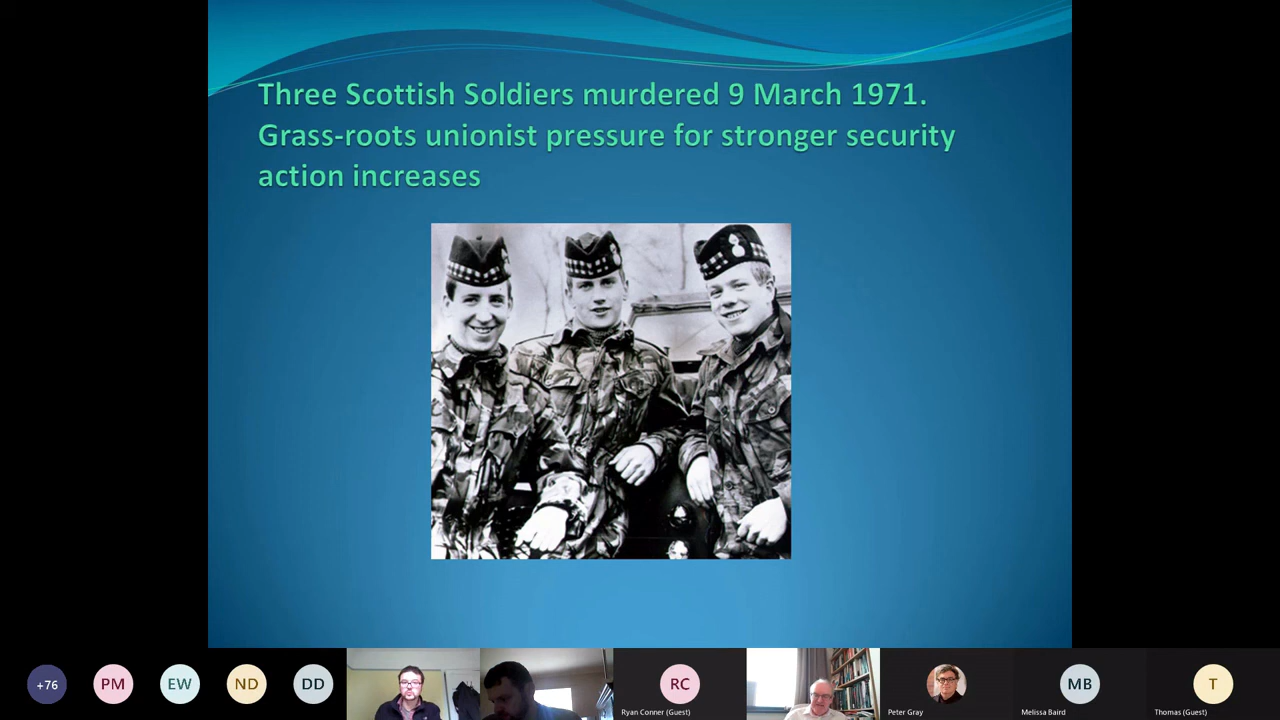 Three Scottish Soldiers murdered 9 March 1971.
Grass-roots unionist pressure for stronger security
action increases
+76
PM
EW
ND
DD
RC
Ryan Conner (Guest)
Peter Gray
MB
Melissa Baird
T
Thomas (Guest)